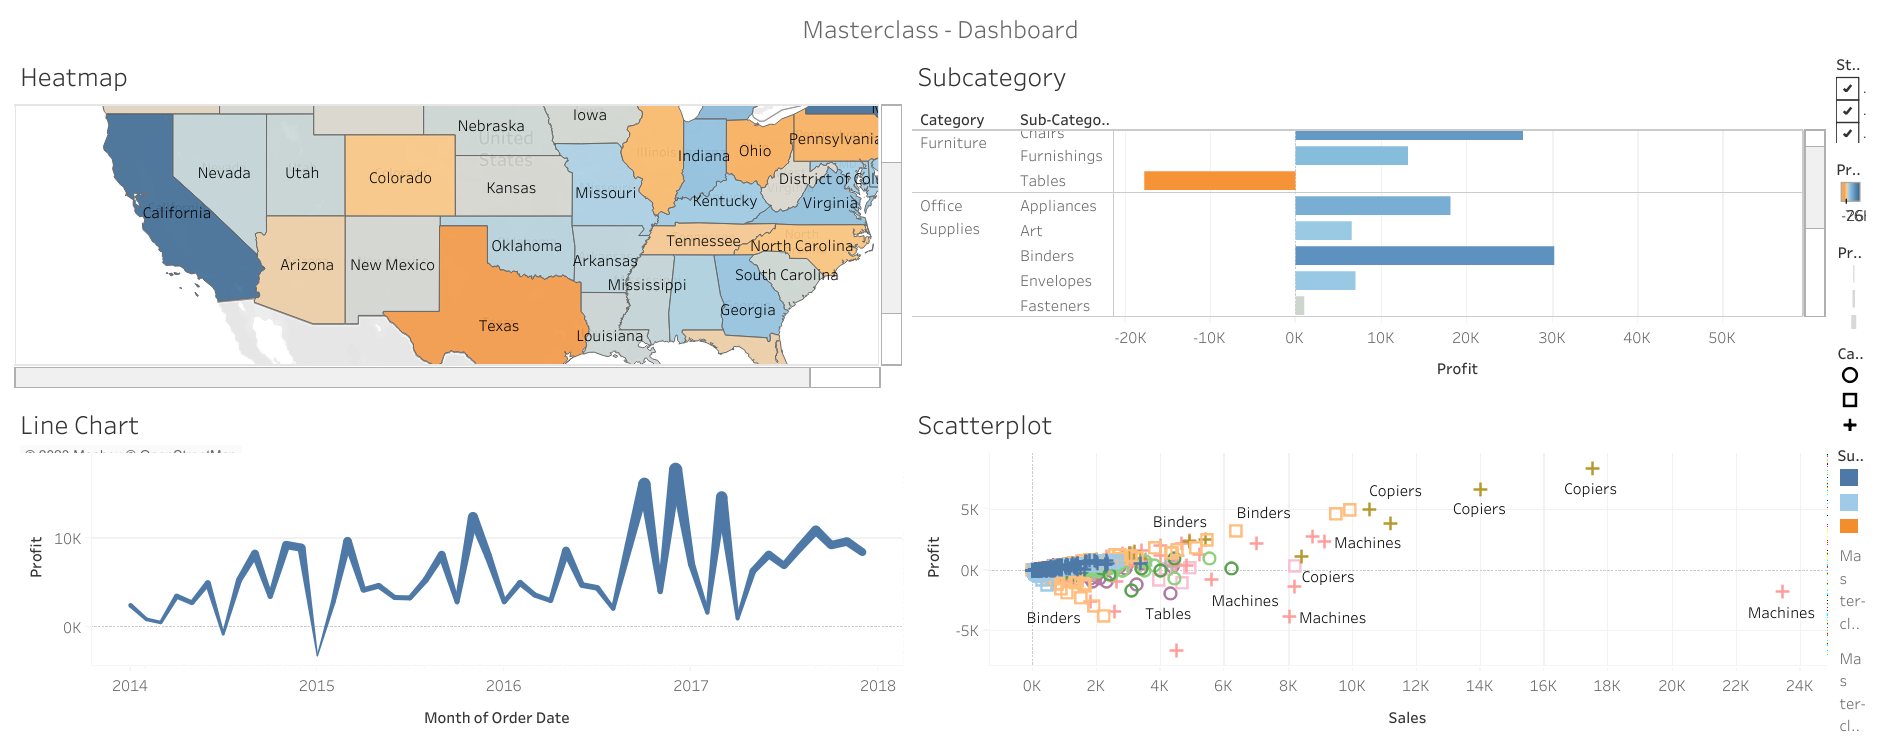 Masterclass - Dashboard
Heatmap
Nebraska
Iowa
United
States
Nevada
Utah
Colorado
Kansas
Missouri
Illinois
Indiana
Ohio
Pennsylvania
District of Col
Kentucky
Virginia
California
Arizona
New Mexico
Oklahoma
Arkansas
Tennessee
North
North Carolina
South Carolina
Mississippi
Georgia
Texas
Louisiana
Subcategory
Category
Sub-Catego..
Furniture
Chairs
Furnishings
Tables
Office
Supplies
Appliances
Art
Binders
Envelopes
Fasteners
-20K -10K 0K 10K 20K 30K 40K 50K
Profit
St..
Pr..
Pr..
Ca..
Su..
Ma
s
ter-
cl..
Ma
s
ter-
cl..
Line Chart
Profit
10K
0K
2014 2015 2016 2017 2018
Month of Order Date
Scatterplot
Profit
5K
0K
-5K
Copiers
Copiers
Copiers
Binders
Binders
Machines
Copiers
Machines
Binders
Tables
Machines
Machines
0K 2K 4K 6K 8K 10K 12K 14K 16K 18K 20K 22K 24K
Sales